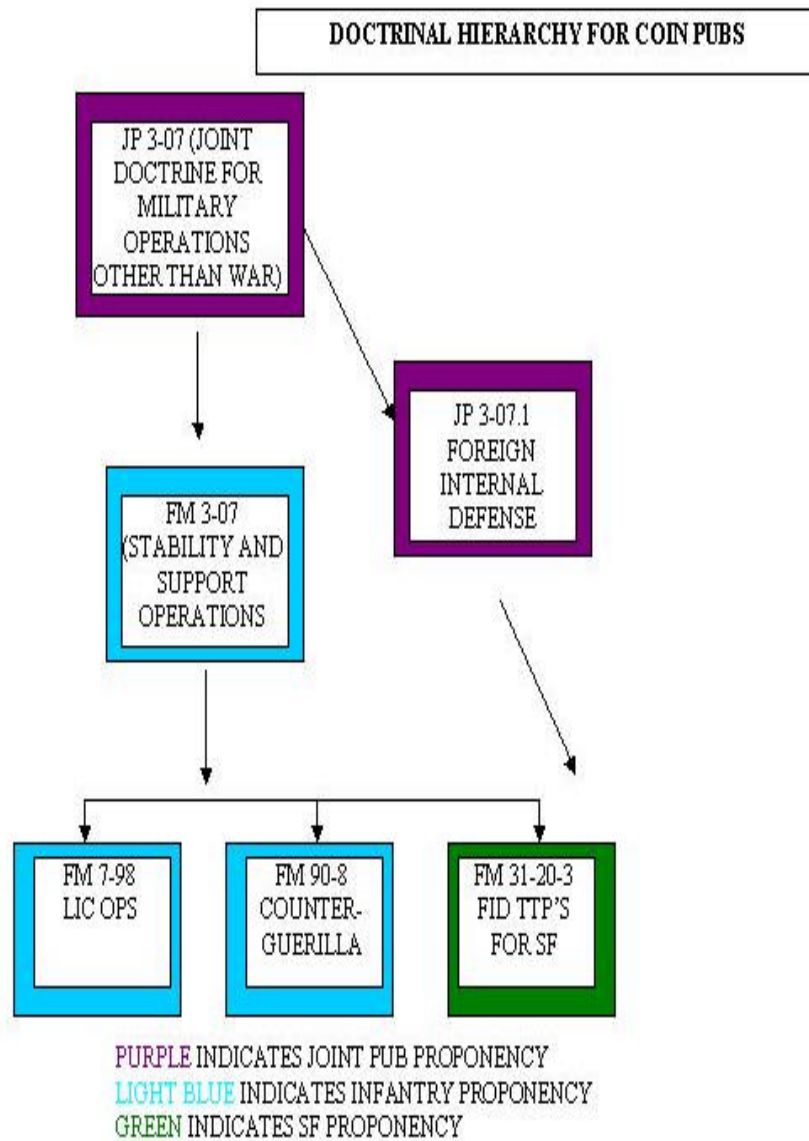 DOCTRINAL HIERARCHY FOR COIN PUBS
JP 3-07 (JOINT
DOCTRINE FOR
MILITARY
OPERATIONS
OTHER THAN WAR)
JP 3-07.1
FOREIGN
INTERNAL
DEFENSE
FM 3-07
(STABILITY AND
SUPPORT
OPERATIONS
FM 7-98
LIC OPS
FM 90-8
COUNTER-
GUERILLA
FM 31-20-3
FID TTP'S
FOR SF
PURPLE INDICATES JOINT PUB PROPONENCY
LIGHT BLUE INDICATES INFANTRY PROPONENCY
GREEN INDICATES SF PROPONENCY